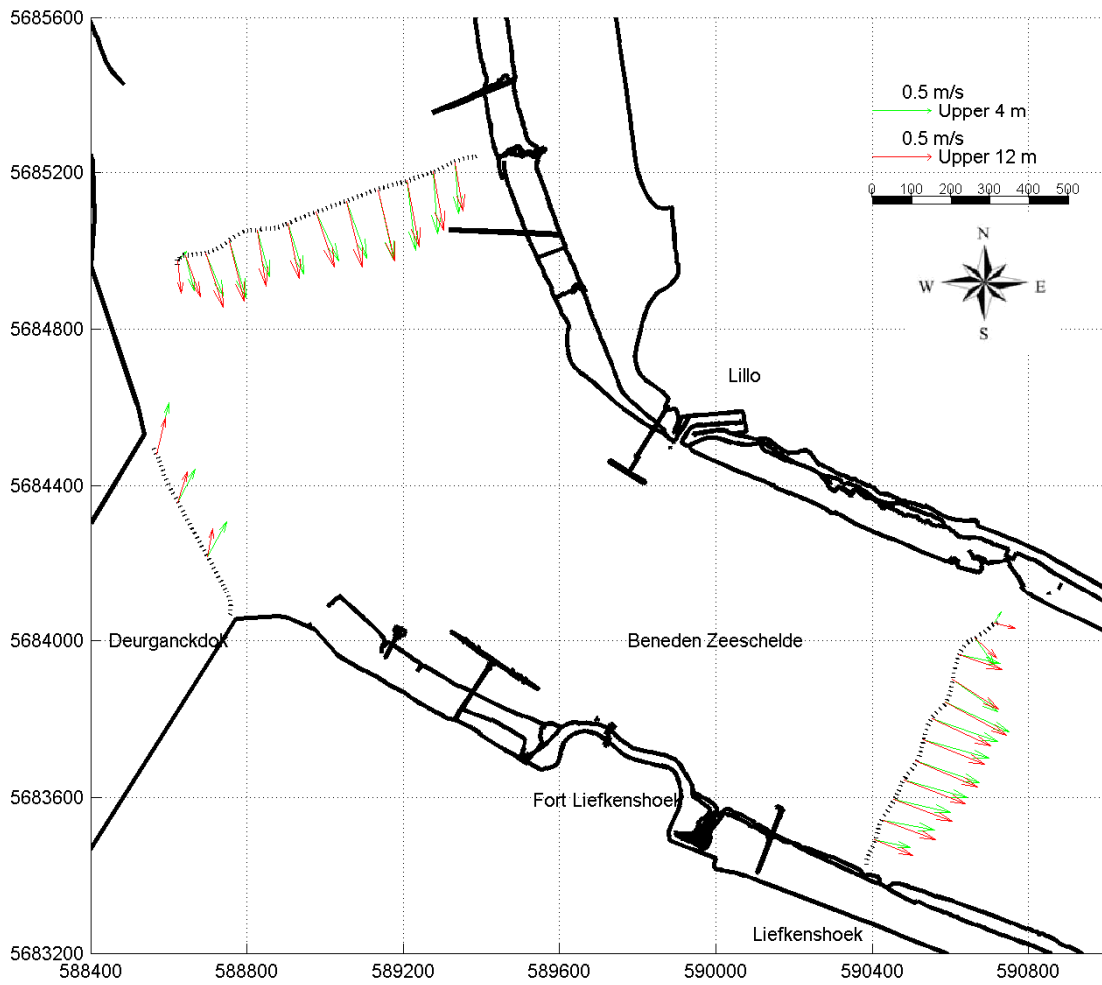 5685600
5685200
5684800
5684400
5684000
5683600
5683200
588400
588800
589200
589600
590000
590400
590800
0.5 m/s
Upper 4 m
0.5 m/s
Upper 12 m
0 100 200 300 400 500
N
W E
S
Lillo
Deurganckdok
Beneden Zeeschelde
Fort Liefkenshoek
Liefkenshoek